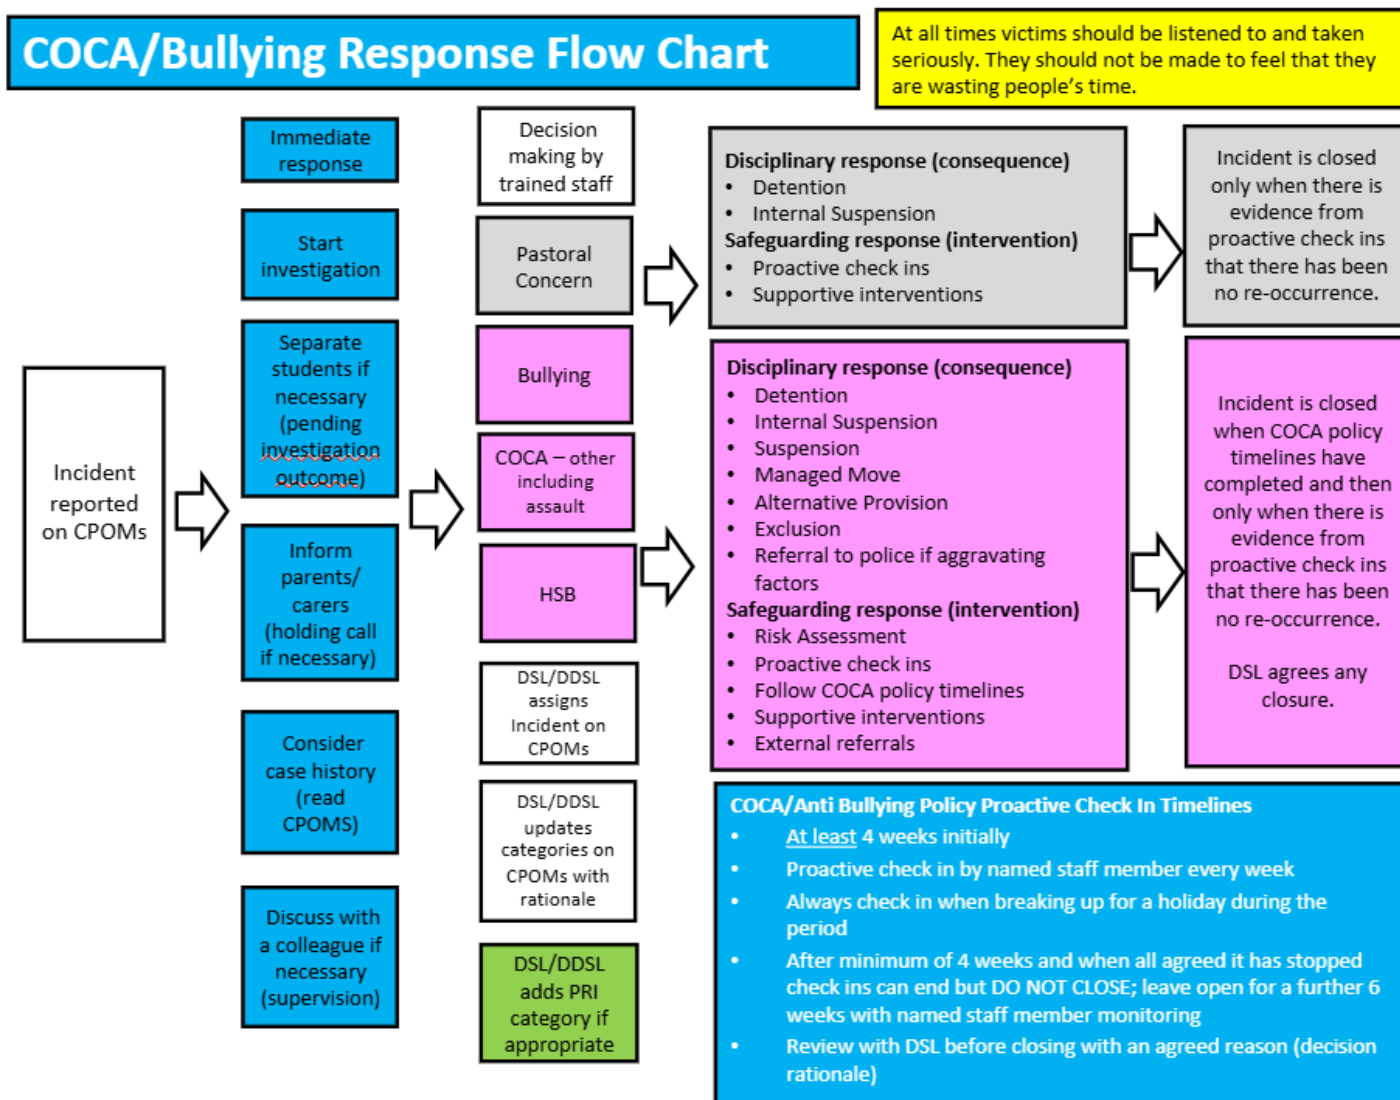 COCA/Bullying Response Flow Chart
At all times victims should be listened to and taken
seriously. They should not be made to feel that they
are wasting people's time.
Incident
reported
on CPOMs
Immediate
response
Start
investigation
Separate
students if
necessary
(pending
investigation
outcome)
Inform
parents/
carers
(holding call
if necessary)
Consider
case history
(read
CPOMS)
Discuss with
a colleague if
necessary
(supervision)
Decision
making by
trained staff
Pastoral
Concern
Bullying
COCA – other
including
assault
HSB
DSL/DDSL
assigns
Incident on
CPOMs
DSL/DDSL
updates
categories on
CPOMs with
rationale
DSL/DDSL
adds PRI
category if
appropriate
Disciplinary response (consequence)
• Detention
• Internal Suspension
Safeguarding response (intervention)
• Proactive check ins
• Supportive interventions
Incident is closed
only when there is
evidence from
proactive check ins
that there has been
no re-occurrence.
Disciplinary response (consequence)
• Detention
• Internal Suspension
• Suspension
• Managed Move
• Alternative Provision
• Exclusion
• Referral to police if aggravating
factors
Safeguarding response (intervention)
• Risk Assessment
• Proactive check ins
• Follow COCA policy timelines
• Supportive interventions
• External referrals
Incident is closed
when COCA policy
timelines have
completed and then
only when there is
evidence from
proactive check ins
that there has been
no re-occurrence.
DSL agrees any
closure.
COCA/Anti Bullying Policy Proactive Check In Timelines
• At least 4 weeks initially
• Proactive check in by named staff member every week
• Always check in when breaking up for a holiday during the
period
• After minimum of 4 weeks and when all agreed it has stopped
check ins can end but DO NOT CLOSE; leave open for a further 6
weeks with named staff member monitoring
• Review with DSL before closing with an agreed reason (decision
rationale)